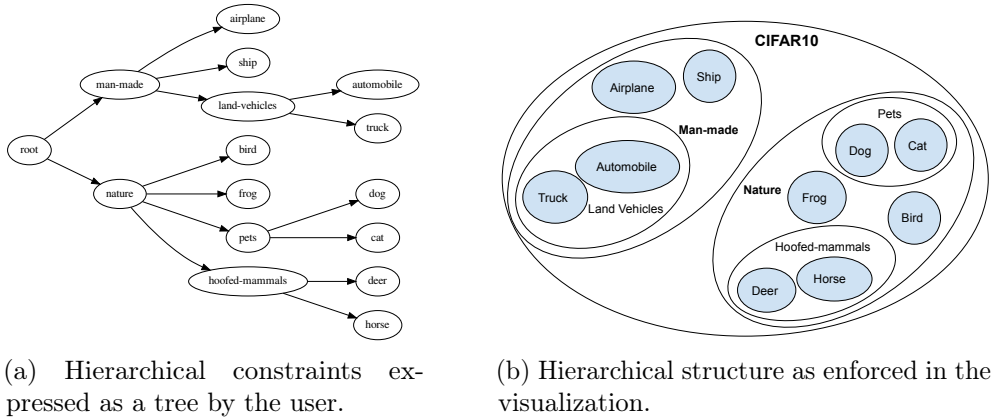 airplane
ship
man-made
automobile
land-vehicles
truck
root
bird
frog
nature
dog
pets
cat
hoofed-mammals
deer
horse
CIFAR10
Ship
Airplane
Man-made
Automobile
Truck
Land Vehicles
Pets
Dog
Cat
Nature
Frog
Bird
Hoofed-mammals
Deer
Horse
(a) Hierarchical constraints ex-
pressed as a tree by the user.
(b) Hierarchical structure as enforced in the
visualization.